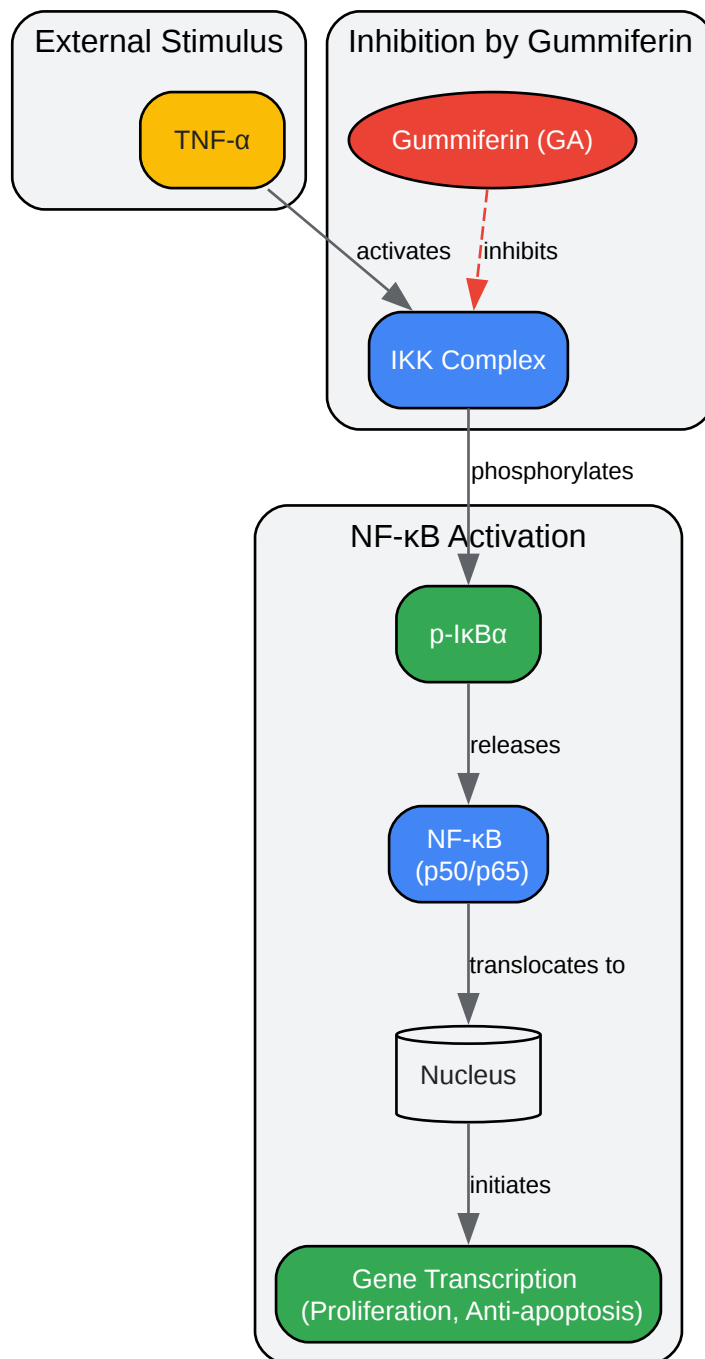 External Stimulus
Inhibition by Gummiferin
TNF-α
Gummiferin (GA)
activates
inhibits
IKK Complex
phosphorylates
NF-κB Activation
p-IκBα
releases
NF-κB
(p50/p65)
translocates to
Nucleus
initiates
Gene Transcription
(Proliferation, Anti-apoptosis)